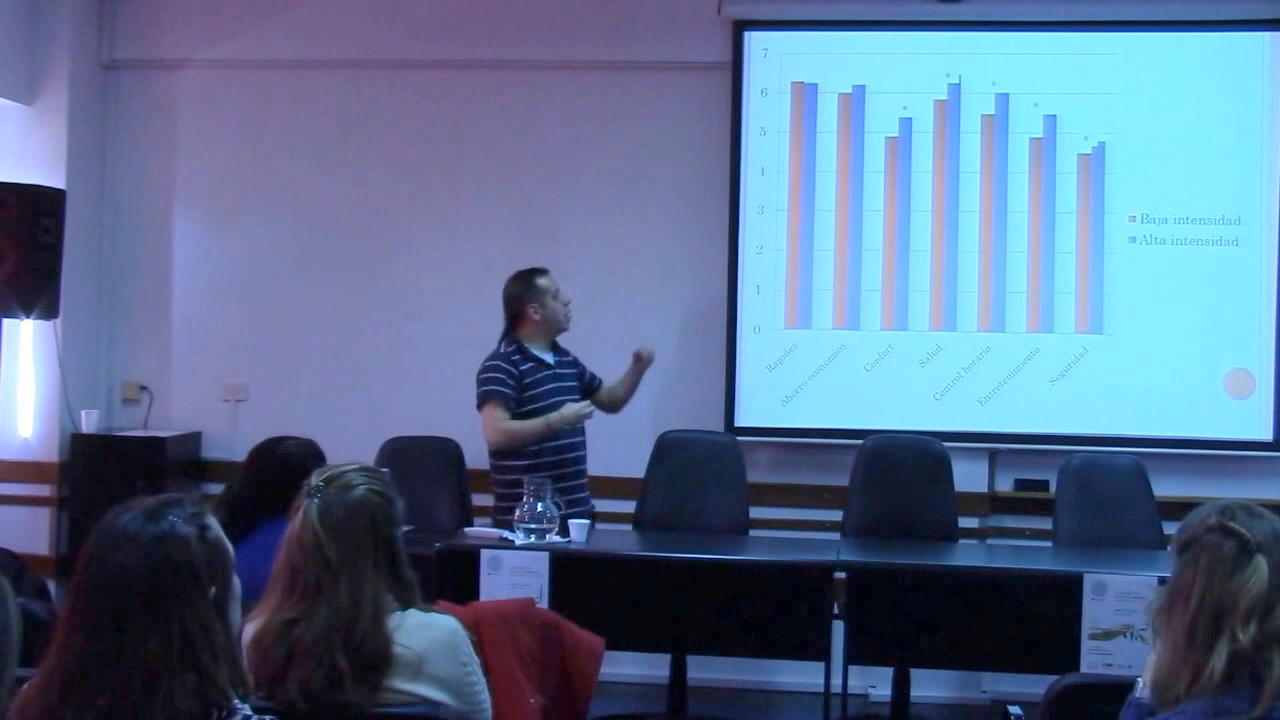 7
6
5
4
3
2
1
0
* * * * *
Rapidez
Ahorro económico
Confort
Salud
Control horario
Entretenimiento
Seguridad
Baja intensidad
Alta intensidad